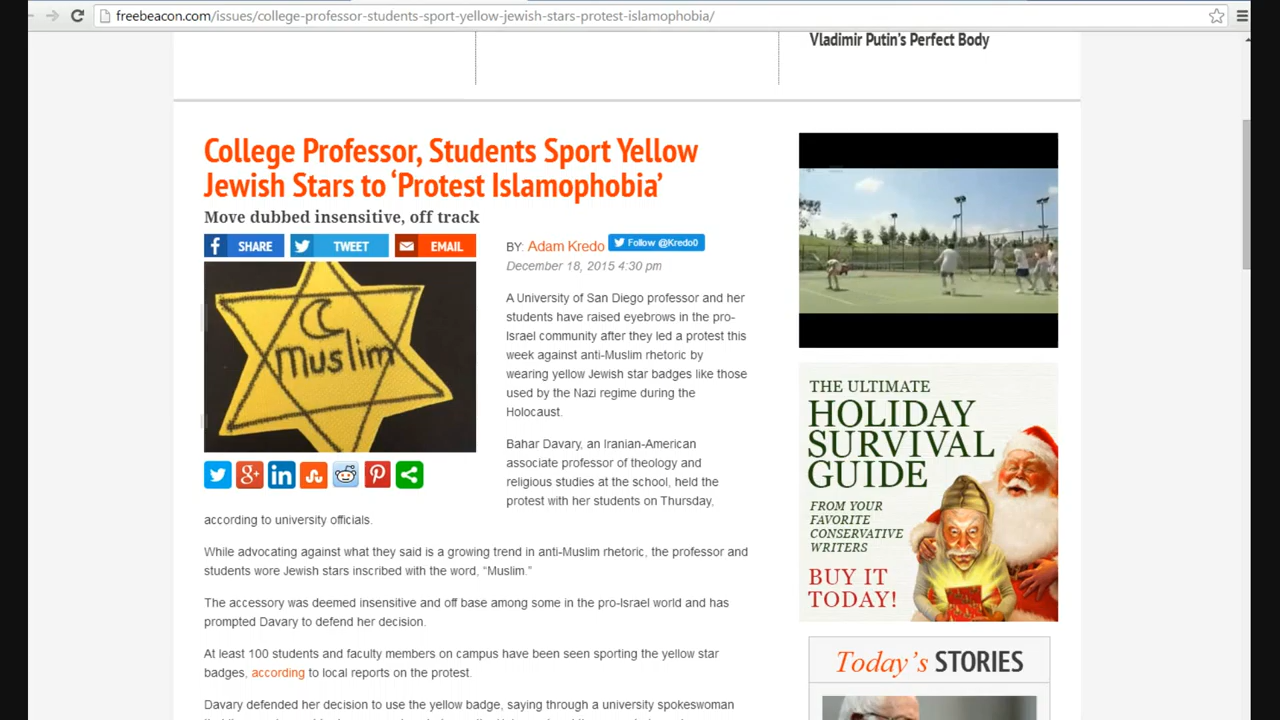 freebeacon.com/issues/college-professor-students-sport-yellow-jewish-stars-protest-islamophobia/
Vladimir Putin's Perfect Body
College Professor, Students Sport Yellow
Jewish Stars to ‘Protest Islamophobia’
Move dubbed insensitive, off track
SHARE TWEET EMAIL
Muslim
BY: Adam Kredo Follow @Kredo0
December 18, 2015 4:30 pm
A University of San Diego professor and her
students have raised eyebrows in the pro-
Israel community after they led a protest this
week against anti-Muslim rhetoric by
wearing yellow Jewish star badges like those
used by the Nazi regime during the
Holocaust.
Bahar Davary, an Iranian-American
associate professor of theology and
religious studies at the school, held the
protest with her students on Thursday,
according to university officials.
While advocating against what they said is a growing trend in anti-Muslim rhetoric, the professor and
students wore Jewish stars inscribed with the word, “Muslim.”
The accessory was deemed insensitive and off base among some in the pro-Israel world and has
prompted Davary to defend her decision.
At least 100 students and faculty members on campus have been seen sporting the yellow star
badges, according to local reports on the protest.
Davary defended her decision to use the yellow badge, saying through a university spokeswoman
THE ULTIMATE
HOLIDAY
SURVIVAL
GUIDE
FROM YOUR
FAVORITE
CONSERVATIVE
WRITERS
BUY IT
TODAY!
Today's STORIES